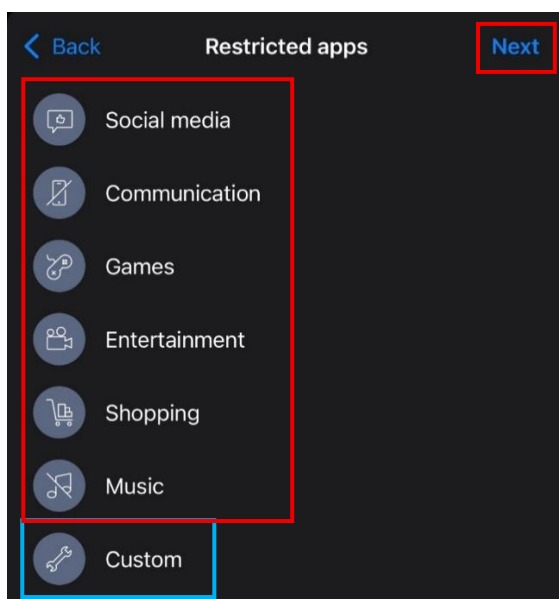 Back Restricted apps Next
Social media
Communication
Games
Entertainment
Shopping
Music
Custom